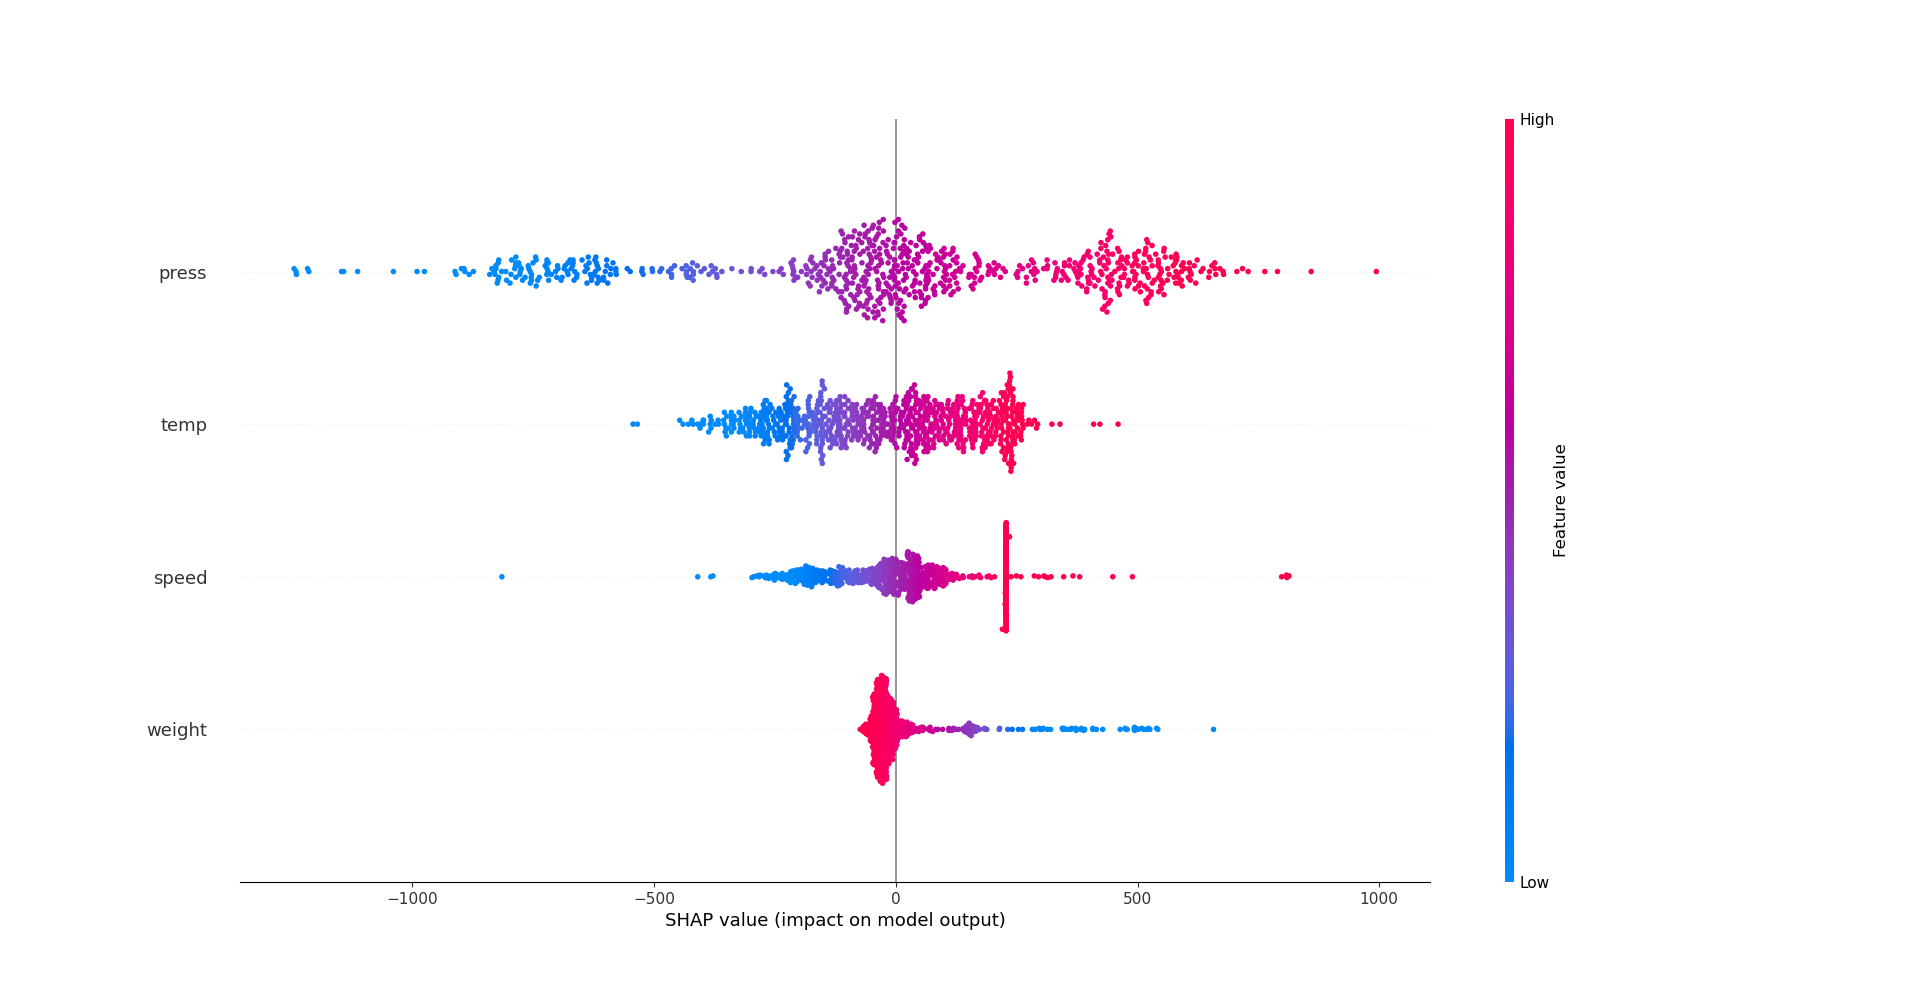 High
press
temp
speed
weight
Feature value
Low
−1000
−500
0
500
1000
SHAP value (impact on model output)